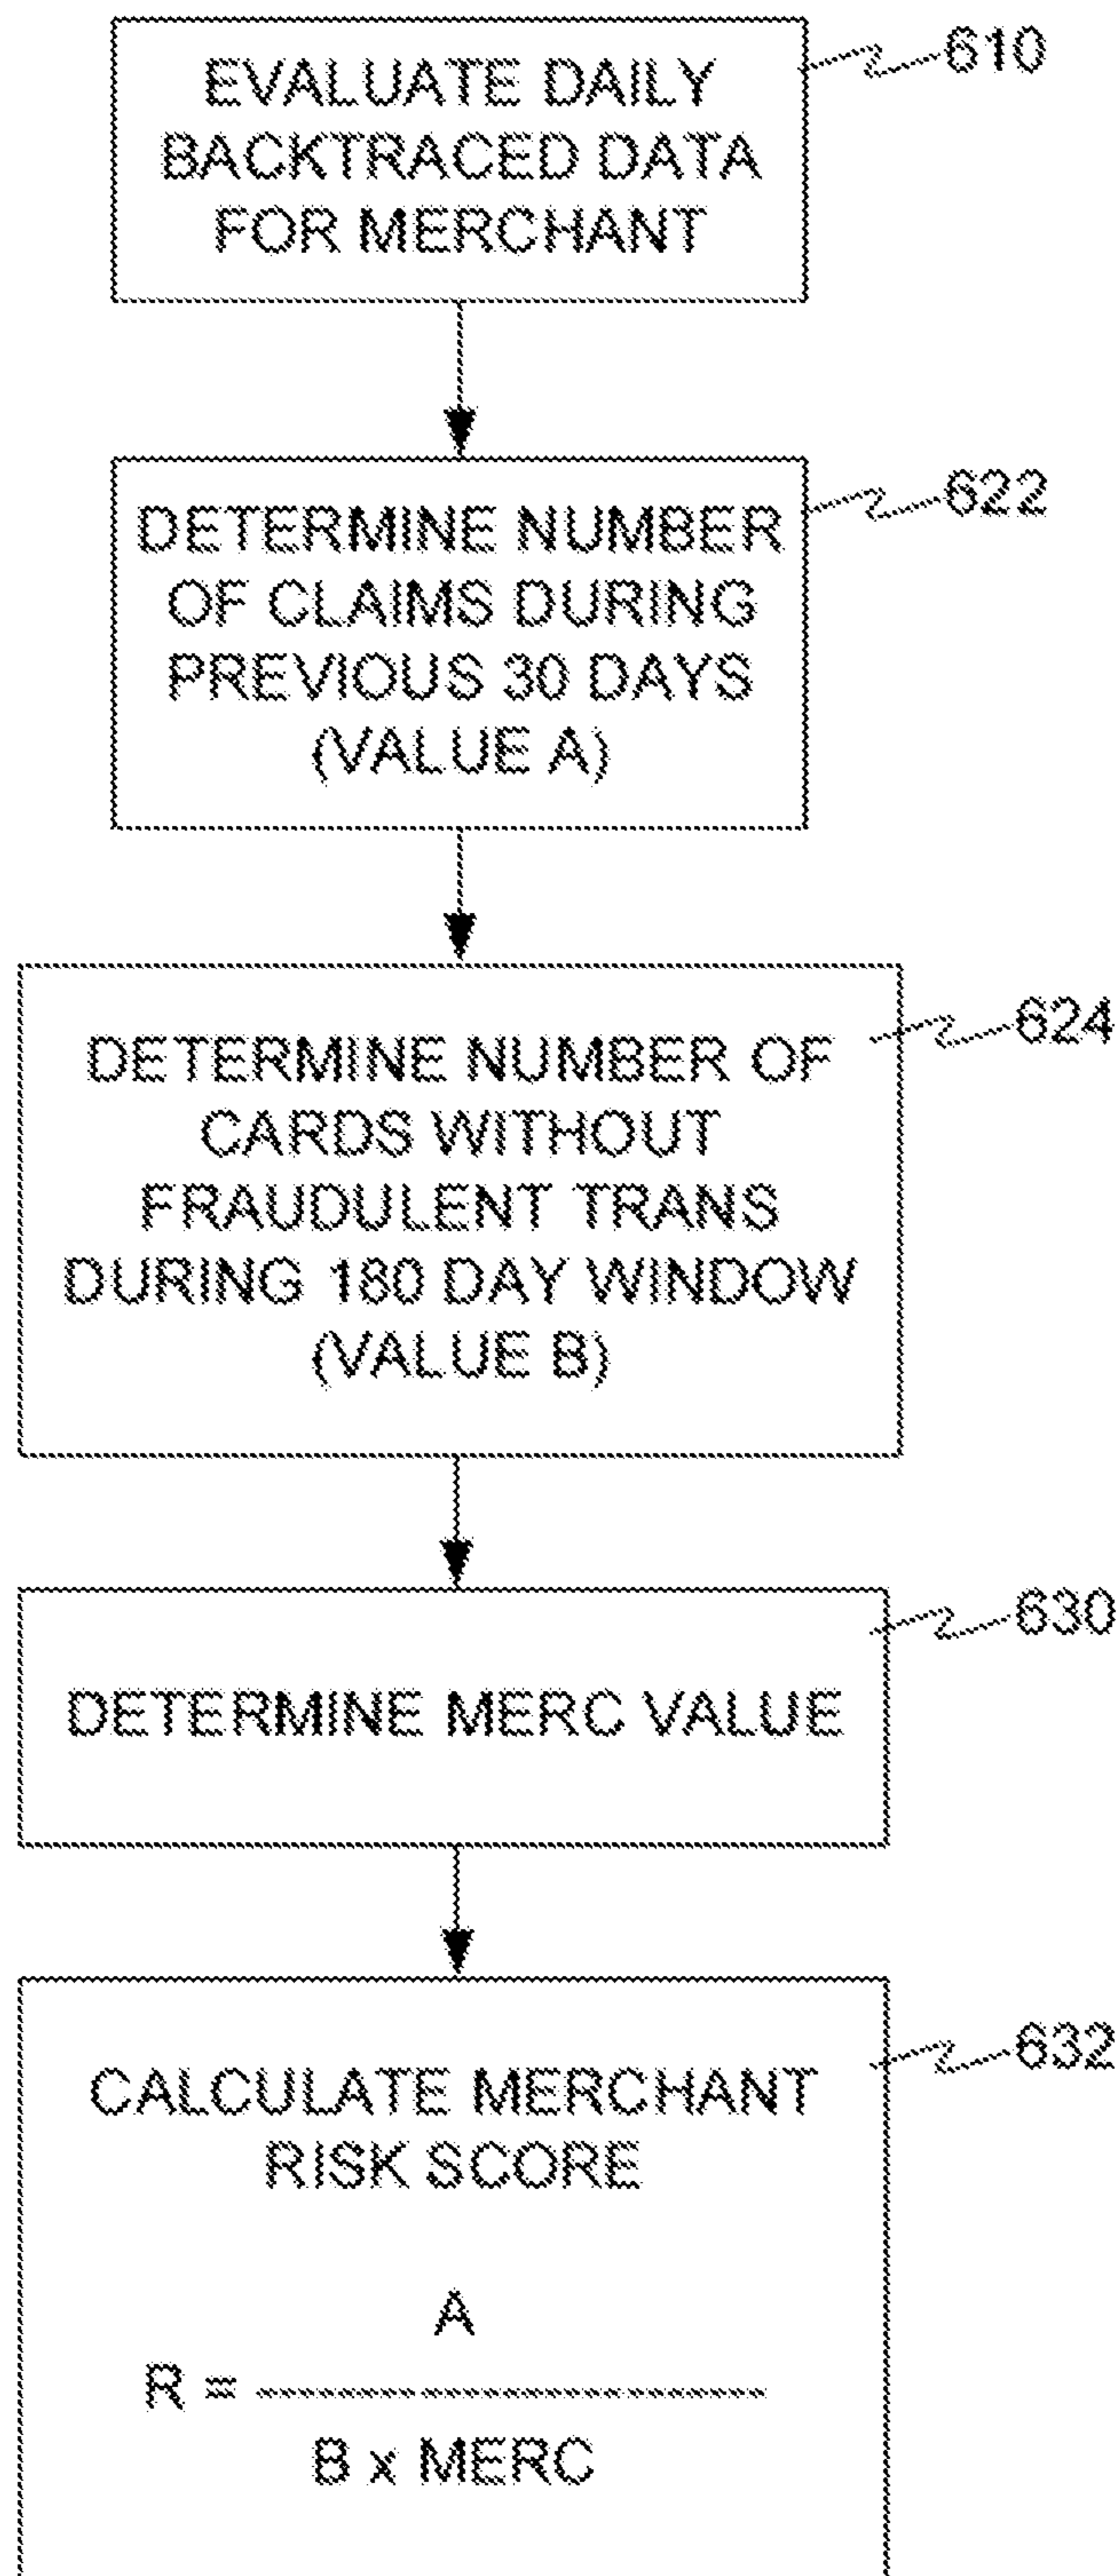 EVALUATE DAILY
BACKTRACED DATA
FOR MERCHANT
610
DETERMINE NUMBER
OF CLAIMS DURING
PREVIOUS 30 DAYS
(VALUE A)
622
DETERMINE NUMBER OF
CARDS WITHOUT
FRAUDULENT TRANS
DURING 180 DAY WINDOW
(VALUE B)
624
DETERMINE MERC VALUE
630
CALCULATE MERCHANT
RISK SCORE
632
A
R = ------------------------
B x MERC